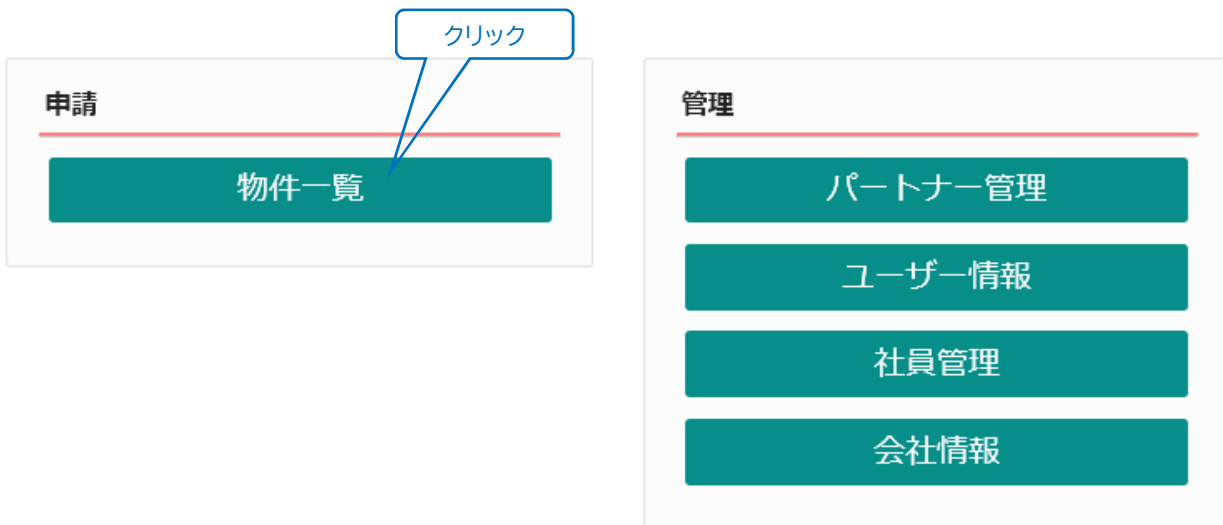 クリック
申請
物件一覧
管理
パートナー管理
ユーザー情報
社員管理
会社情報